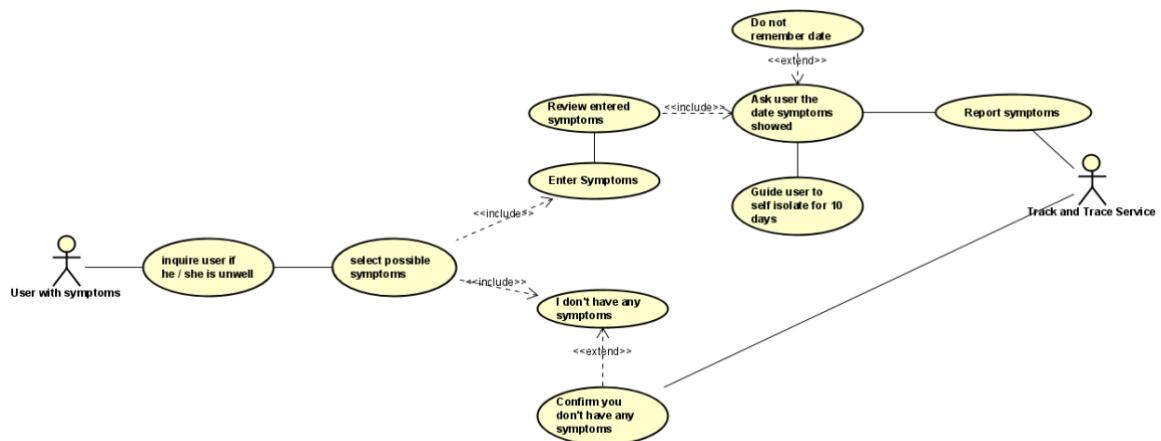 Do not
remember date
<<extend>>
Review entered
symptoms
<<include>>
Ask user the
date symptoms
showed
Report symptoms
Enter Symptoms
Guide user to
self isolate for 10
days
Track and Trace Service
<<include>>
inquire user if
he / she is unwell
select possible
symptoms
User with symptoms
<<include>>
I don't have any
symptoms
<<extend>>
Confirm you
don't have any
symptoms